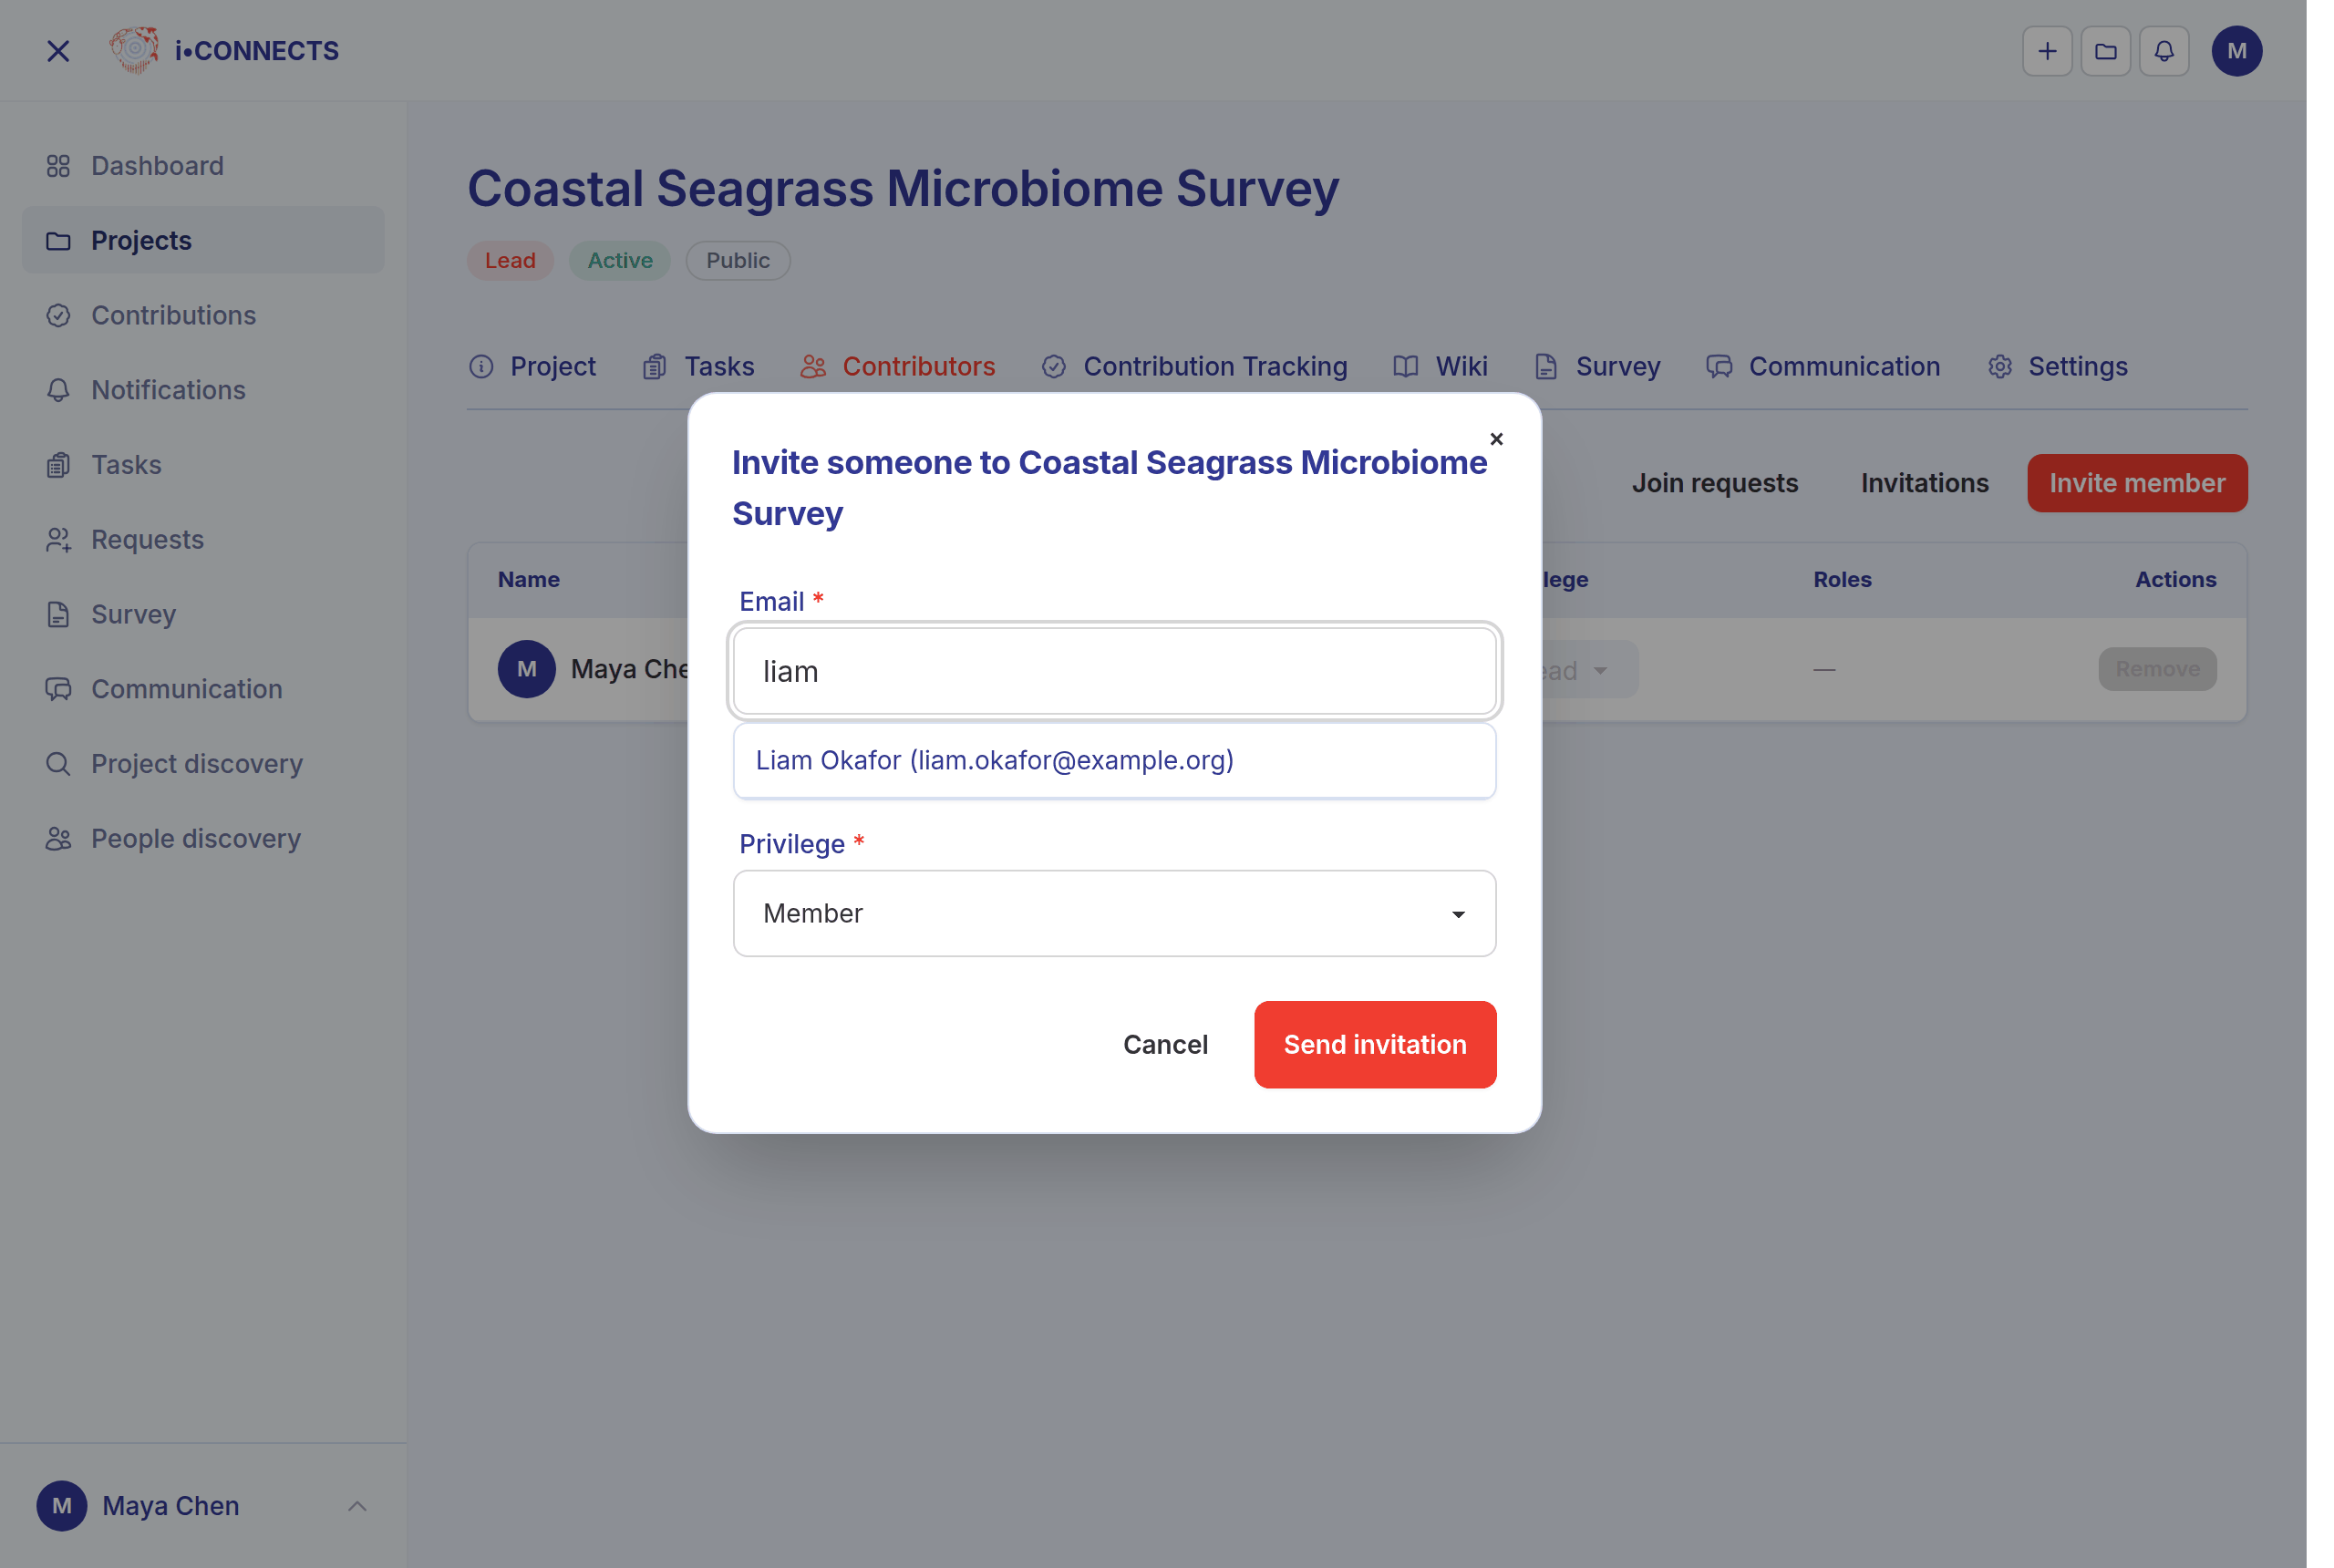 i•CONNECTS
M
Dashboard
Projects
Contributions
Notifications
Tasks
Requests
Survey
Communication
Project discovery
People discovery
M Maya Chen
Coastal Seagrass Microbiome Survey
Lead Active Public
Project Tasks Contributors Contribution Tracking Wiki Survey Communication Settings
Join requests Invitations Invite member
Name Roles Actions
M Maya — Remove
×
Invite someone to Coastal Seagrass Microbiome
Survey
Email *
liam
Liam Okafor (liam.okafor@example.org)
Privilege *
Member
Cancel Send invitation